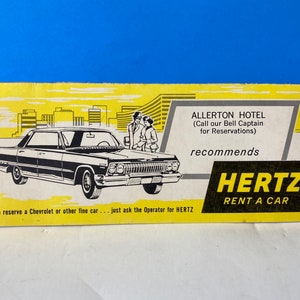 ALLERTON HOTEL
(Call our Bell Captain
for Reservations)
recommends
HERTZ
RENT A CAR
reserve a Chevrolet or other fine car ... just ask the Operator for HERTZ